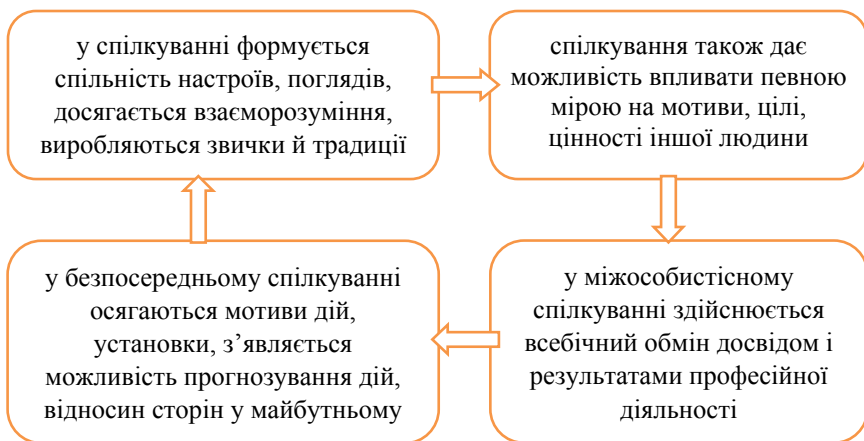 у спілкуванні формується
спільність настроїв, поглядів,
досягається взаєморозуміння,
виробляються звички й традиції
спілкування також дає
можливість впливати певною
мірою на мотиви, цілі,
цінності іншої людини
у міжособистісному
спілкуванні здійснюється
всебічний обмін досвідом і
результатами професійної
діяльності
у безпосередньому спілкуванні
осягаються мотиви дій,
установки, з’являється
можливість прогнозування дій,
відносин сторін у майбутньому